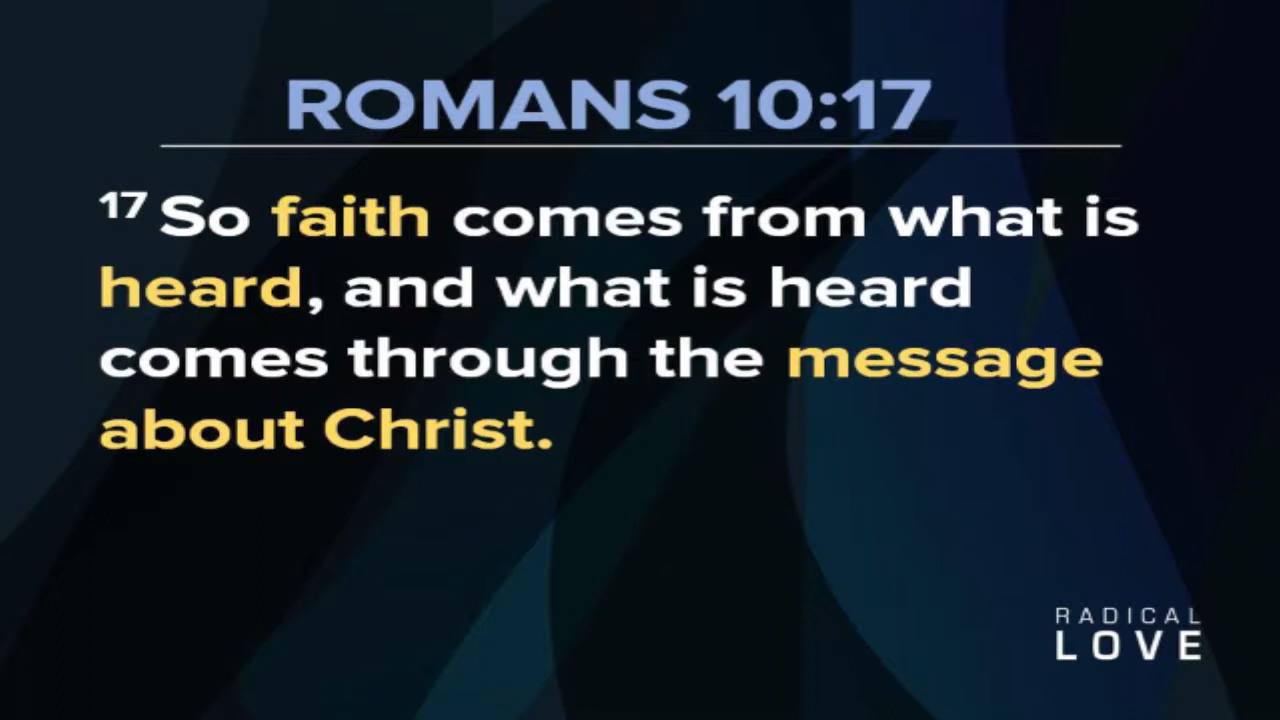 ROMANS 10:17
17 So faith comes from what is
heard, and what is heard
comes through the message
about Christ.
RADICAL
LOVE